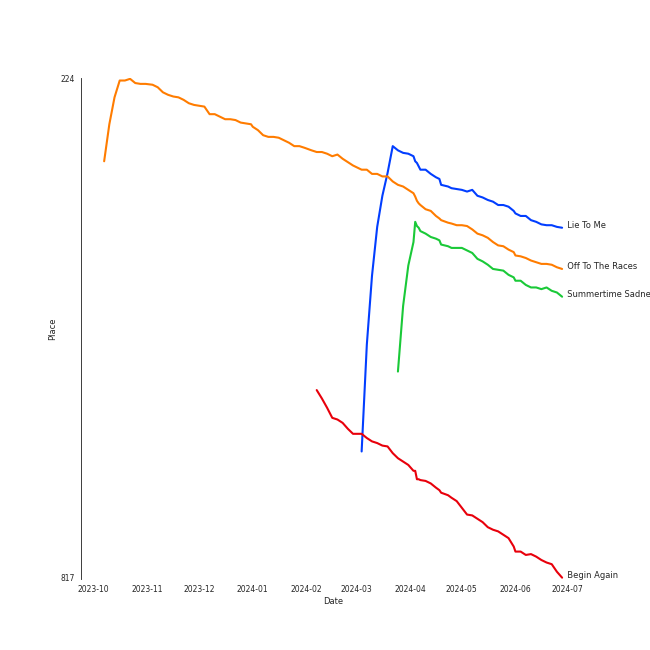 224
Lie To Me
Off To The Races
Summertime Sadne
Place
Begin Again
817
2023-10 2023-11 2023-12 2024-01 2024-02 2024-03 2024-04 2024-05 2024-06 2024-07
Date